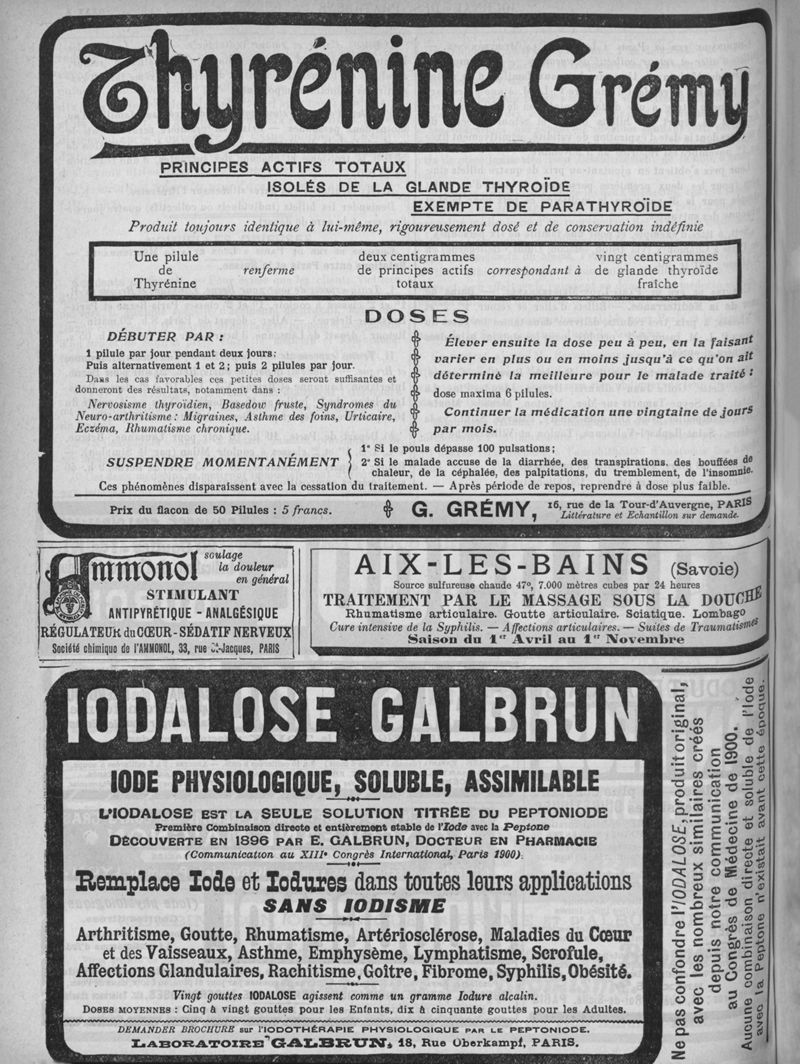 Thyrénine Grémy
PRINCIPES ACTIFS TOTAUX
ISOLÉS DE LA GLANDE THYROÏDE
EXEMPTE DE PARATHYROÏDE
Produit toujours identique à lui-même, rigoureusement dosé et de conservation indéfinie
Une pilule
de
Thyrénine
renferme
deux centigrammes
de principes actifs
totaux
correspondant à
vingt centigrammes
de glande thyroïde
fraîche
DOSES
DÉBUTER PAR :
1 pilule par jour pendant deux jours;
Puis alternativement 1 et 2; puis 2 pilules par jour.
Dans les cas favorables ces petites doses seront suffisantes et
donneront des résultats, notamment dans :
Nervosisme thyroïdien, Basedow fruste, Syndromes du
Neuro-arthritisme : Migraines, Asthme des foins, Urticaire,
Eczéma, Rhumatisme chronique.
Élever ensuite la dose peu à peu, en la faisant
varier en plus ou en moins jusqu'à ce qu'on ait
déterminé la meilleure pour le malade traité :
dose maxima 6 pilules.
Continuer la médication une vingtaine de jours
par mois.
SUSPENDRE MOMENTANÉMENT
1° Si le pouls dépasse 100 pulsations;
2° Si le malade accuse de la diarrhée, des transpirations, des bouffées de
chaleur, de la céphalée, des palpitations, du tremblement, de l'insomnie.
Ces phénomènes disparaissent avec la cessation du traitement. — Après période de repos, reprendre à dose plus faible.
Prix du flacon de 50 Pilules : 5 francs.
G. GRÉMY,
16, rue de la Tour-d'Auvergne, PARIS
Littérature et Echantillon sur demande.
Ammonol
soulage
la douleur
en général
STIMULANT
ANTIPYRÉTIQUE - ANALGÉSIQUE
RÉGULATEUR du CŒUR - SÉDATIF NERVEUX
Société chimique de l'AMMONOL, 33, rue St-Jacques, PARIS
AIX-LES-BAINS (Savoie)
Source sulfureuse chaude 47°, 7.000 mètres cubes par 24 heures
TRAITEMENT PAR LE MASSAGE SOUS LA DOUCHE
Rhumatisme articulaire. Goutte articulaire. Sciatique. Lombago
Cure intensive de la Syphilis. — Affections articulaires. — Suites de Traumatismes
Saison du 1er Avril au 1er Novembre
IODALOSE GALBRUN
IODE PHYSIOLOGIQUE, SOLUBLE, ASSIMILABLE
L'IODALOSE EST LA SEULE SOLUTION TITRÉE DU PEPTONIODE
Première Combinaison directe et entièrement stable de l'Iode avec la Peptone
DÉCOUVERTE EN 1896 PAR E. GALBRUN, DOCTEUR EN PHARMACIE
(Communication au XIIIe Congrès International, Paris 1900).
Remplace Iode et Iodures dans toutes leurs applications
SANS IODISME
Arthritisme, Goutte, Rhumatisme, Artériosclérose, Maladies du Cœur
et des Vaisseaux, Asthme, Emphysème, Lymphatisme, Scrofule,
Affections Glandulaires, Rachitisme, Goître, Fibrome, Syphilis, Obésité.
Vingt gouttes IODALOSE agissent comme un gramme Iodure alcalin.
DOSES MOYENNES : Cinq à vingt gouttes pour les Enfants, dix à cinquante gouttes pour les Adultes.
DEMANDER BROCHURE sur l'IODOTHÉRAPIE PHYSIOLOGIQUE PAR LE PEPTONIODE.
LABORATOIRE GALBRUN, 18, Rue Oberkampf, PARIS.
Ne pas confondre l'IODALOSE, produit original,
avec les nombreux similaires créés
depuis notre communication
au Congrès de Médecine de 1900.
Aucune combinaison directe et soluble de l'Iode
avec la Peptone n'existait avant cette époque.